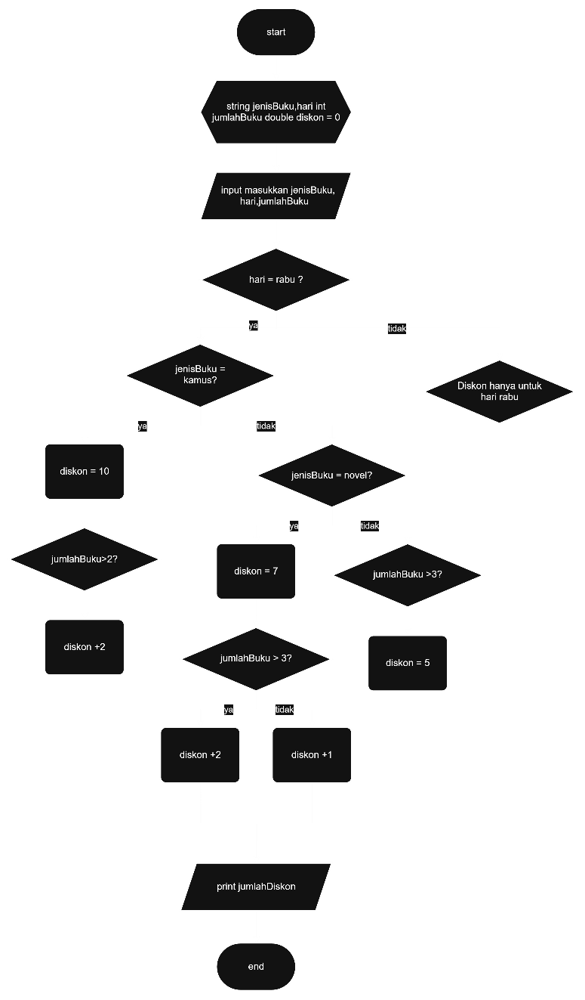 start
string jenisBuku,hari int
jumlahBuku double diskon = 0
input masukkan jenisBuku,
hari,jumlahBuku
hari = rabu ?
ya
tidak
jenisBuku =
kamus?
Diskon hanya untuk
hari rabu
ya
tidak
diskon = 10
jenisBuku = novel?
ya
tidak
jumlahBuku>2?
diskon = 7
jumlahBuku >3?
diskon +2
jumlahBuku > 3?
diskon = 5
ya
tidak
diskon +2
diskon +1
print jumlahDiskon
end